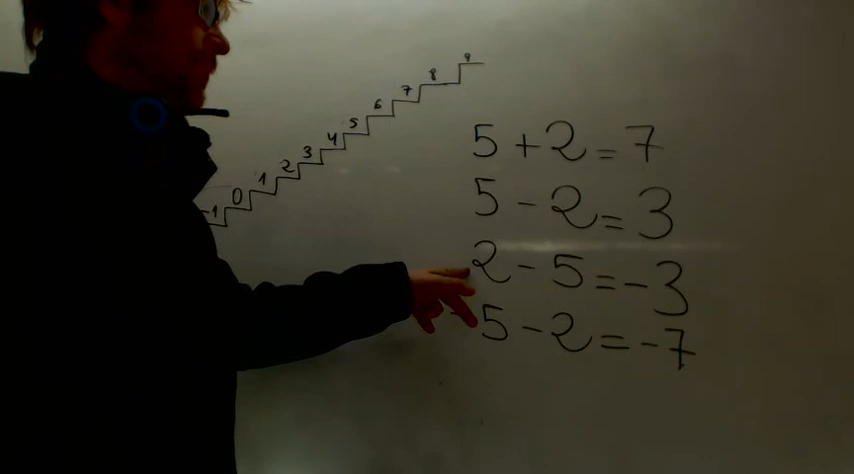 -1 0 1 2 3 4 5 6 7 8 9
5 + 2 = 7
5 - 2 = 3
2 - 5 = -3
-5 - 2 = -7